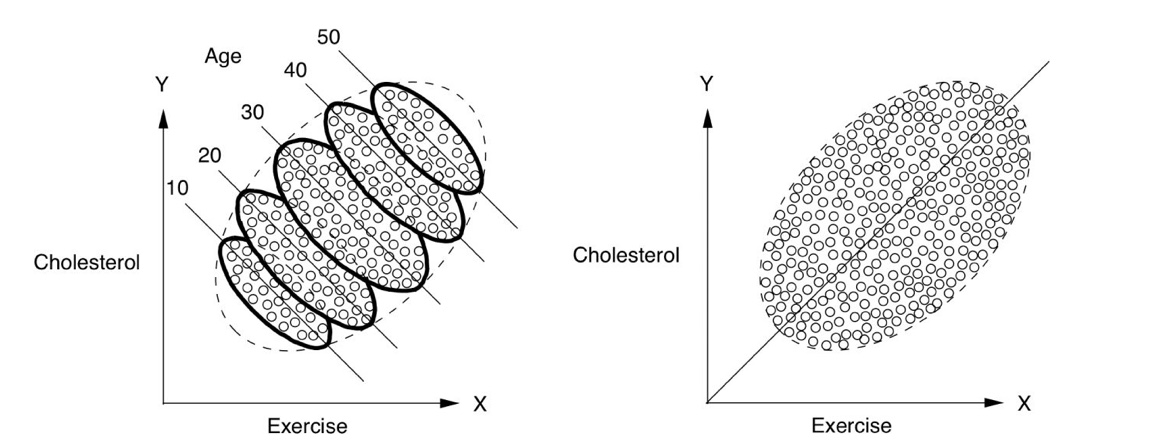 Age
50
40
30
20
10
Y
Cholesterol
X
Exercise
Y
Cholesterol
X
Exercise